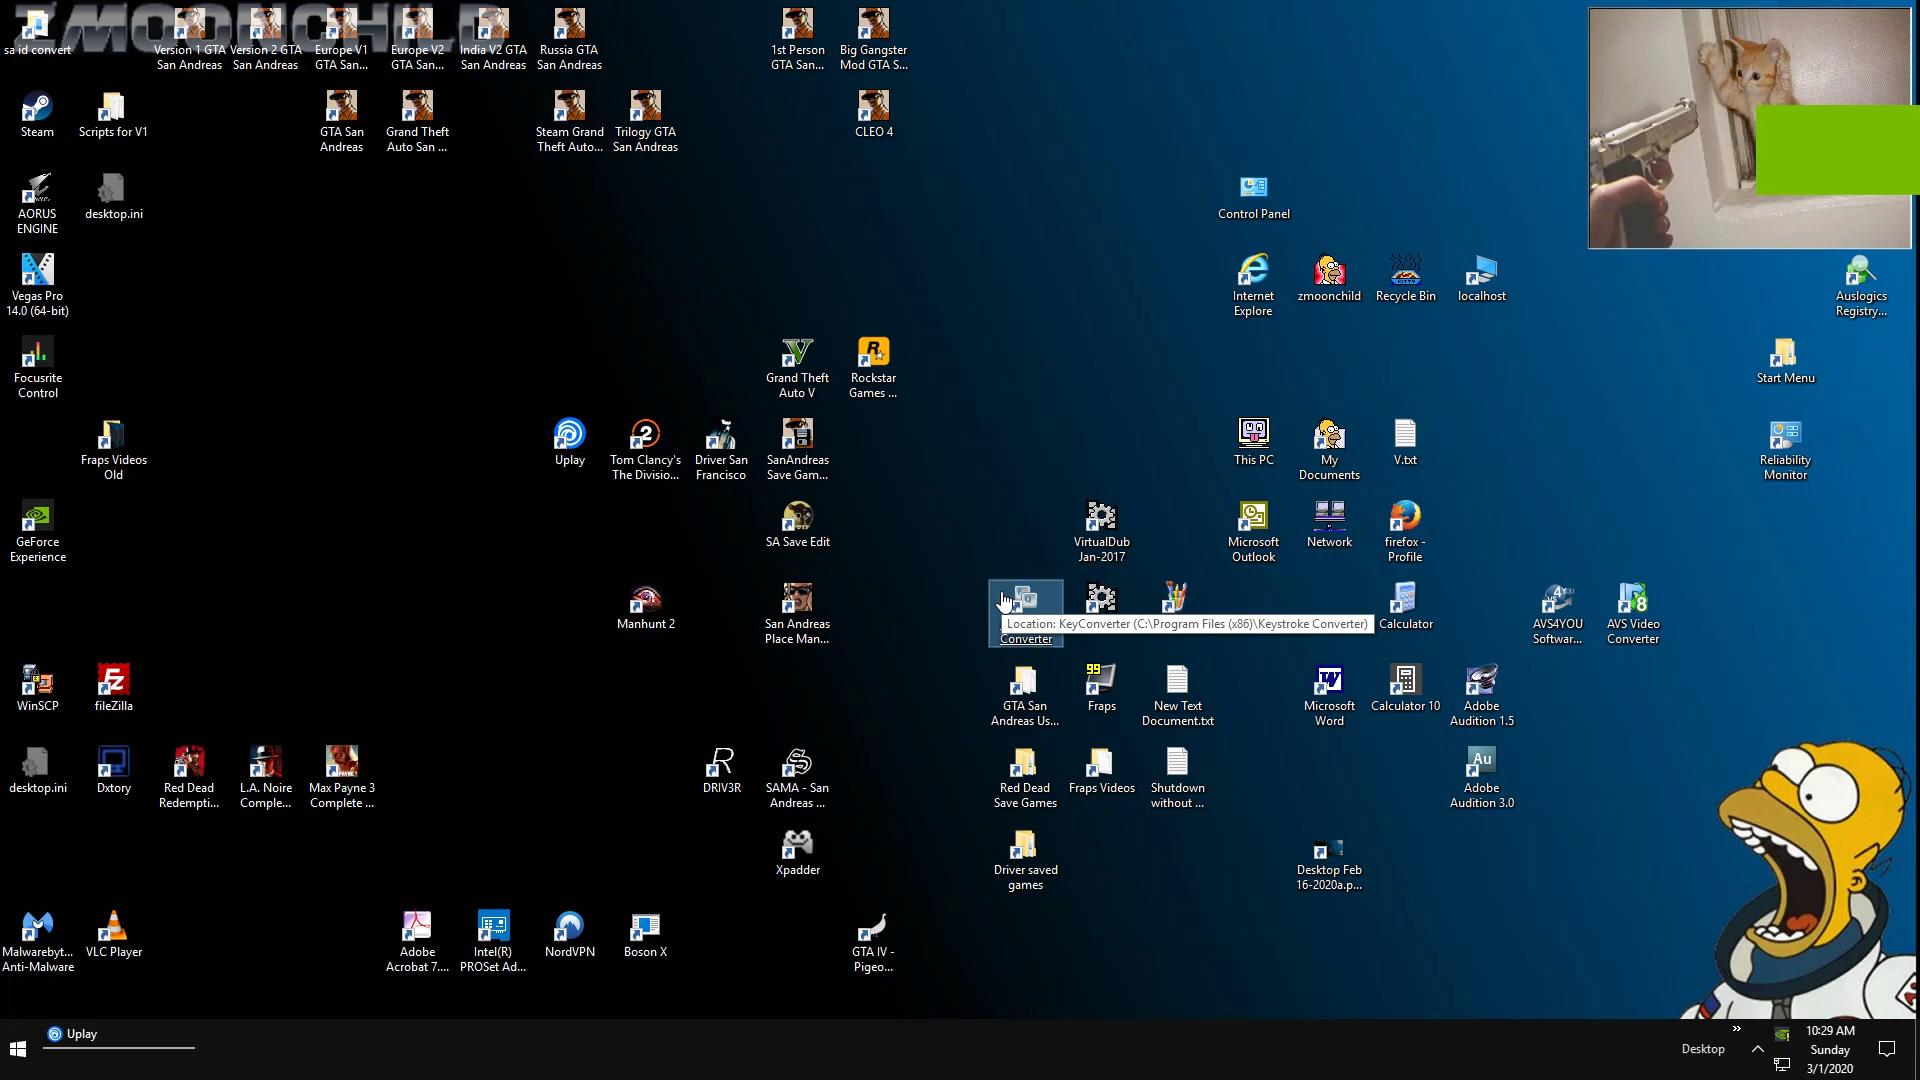 ZMOONCHILD
sa id convert
Version 1 GTA
San Andreas
Version 2 GTA
San Andreas
Europe V1
GTA San...
Europe V2
GTA San...
India V2 GTA
San Andreas
Russia GTA
San Andreas
1st Person
GTA San...
Big Gangster
Mod GTA S...
Steam
Scripts for V1
GTA San
Andreas
Grand Theft
Auto San ...
Steam Grand
Theft Auto...
Trilogy GTA
San Andreas
CLEO 4
AORUS
ENGINE
desktop.ini
Control Panel
Vegas Pro
14.0 (64-bit)
Internet
Explore
zmoonchild
Recycle Bin
localhost
Auslogics
Registry...
Focusrite
Control
Grand Theft
Auto V
Rockstar
Games ...
Start Menu
Fraps Videos
Old
Uplay
Tom Clancy's
The Divisio...
Driver San
Francisco
SanAndreas
Save Gam...
This PC
My
Documents
V.txt
Reliability
Monitor
GeForce
Experience
SA Save Edit
VirtualDub
Jan-2017
Microsoft
Outlook
Network
firefox -
Profile
Manhunt 2
San Andreas
Place Man...
Location: KeyConverter (C:\Program Files (x86)\Keystroke Converter)
Converter
Calculator
AVS4YOU
Softwar...
AVS Video
Converter
WinSCP
fileZilla
GTA San
Andreas Us...
99
Fraps
New Text
Document.txt
Microsoft
Word
Calculator 10
Adobe
Audition 1.5
desktop.ini
Dxtory
Red Dead
Redempti...
L.A. Noire
Comple...
Max Payne 3
Complete ...
DRIV3R
SAMA - San
Andreas ...
Red Dead
Save Games
Fraps Videos
Shutdown
without ...
Au
Adobe
Audition 3.0
Xpadder
Driver saved
games
Desktop Feb
16-2020a.p...
Malwarebyt...
Anti-Malware
VLC Player
Adobe
Acrobat 7....
Intel(R)
PROSet Ad...
NordVPN
Boson X
GTA IV -
Pigeo...
Uplay
Desktop
»
10:29 AM
Sunday
3/1/2020